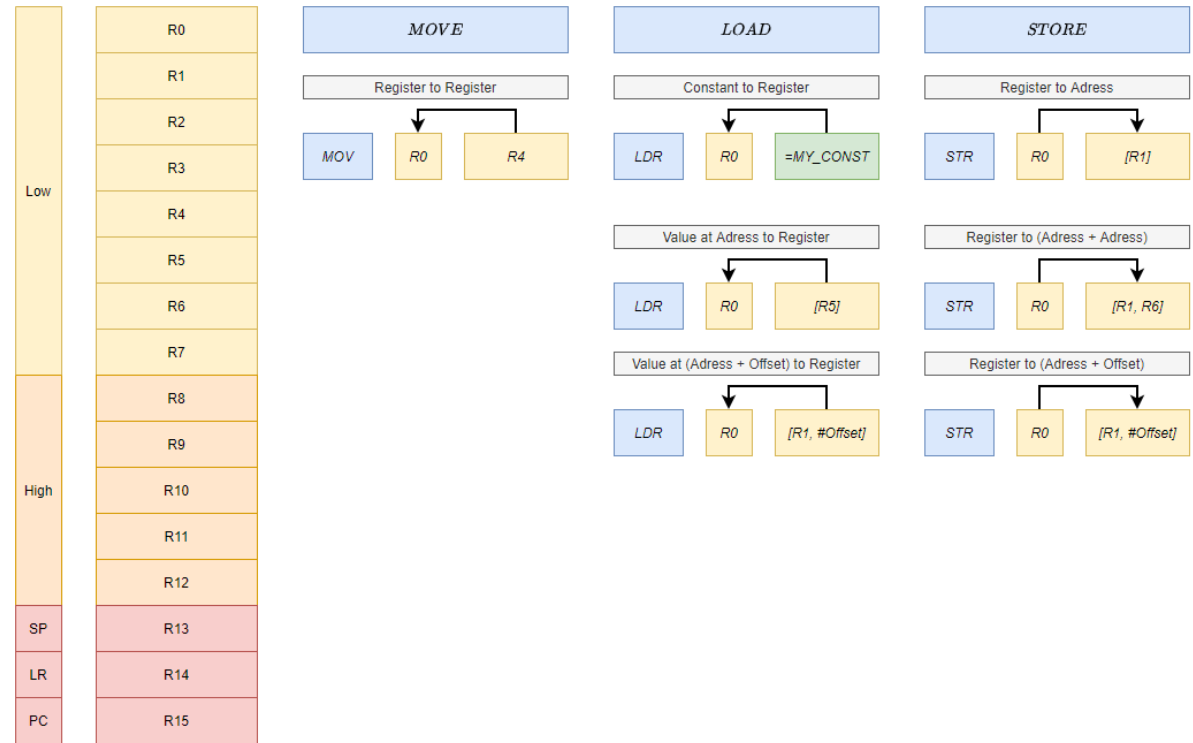 Low
High
SP
LR
PC
R0
R1
R2
R3
R4
R5
R6
R7
R8
R9
R10
R11
R12
R13
R14
R15
MOVE
Register to Register
MOV R0 R4
LOAD
Constant to Register
LDR R0 =MY_CONST
Value at Adress to Register
LDR R0 [R5]
Value at (Adress + Offset) to Register
LDR R0 [R1, #Offset]
STORE
Register to Adress
STR R0 [R1]
Register to (Adress + Adress)
STR R0 [R1, R6]
Register to (Adress + Offset)
STR R0 [R1, #Offset]